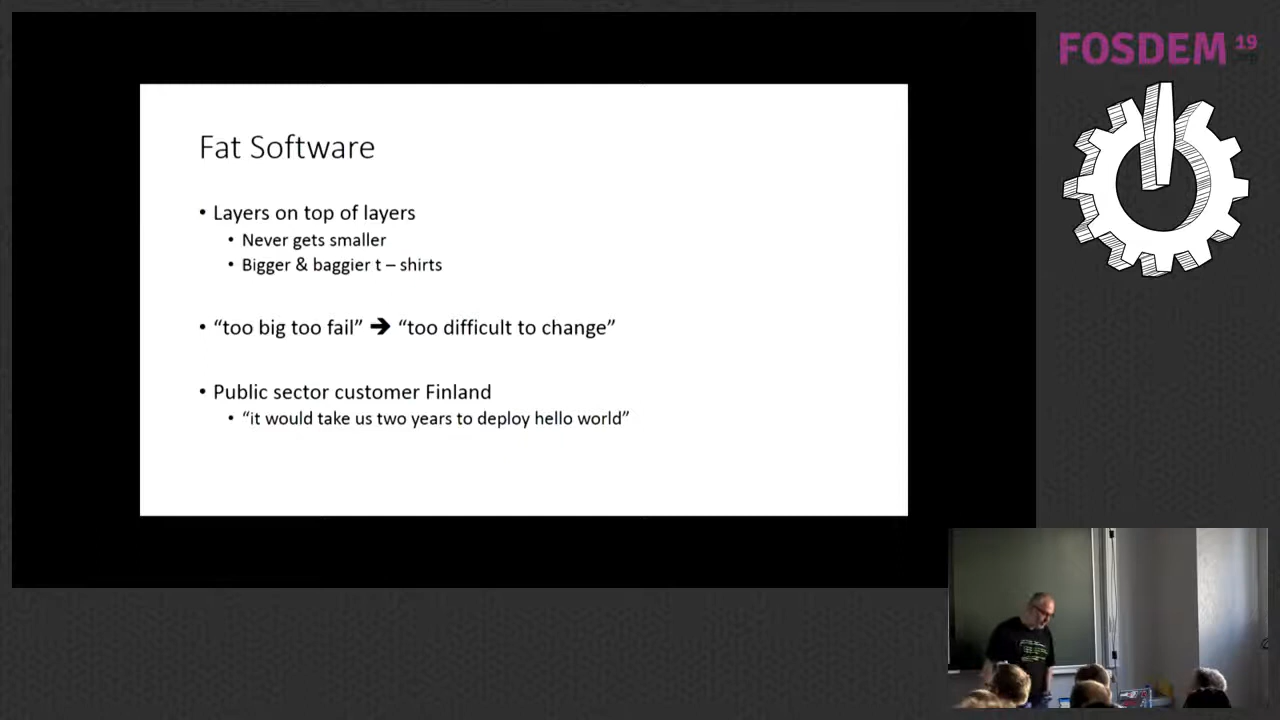 FOSDEM 19
.org
Fat Software
• Layers on top of layers
• Never gets smaller
• Bigger & baggier t – shirts
• “too big too fail” ➔ “too difficult to change”
• Public sector customer Finland
• “it would take us two years to deploy hello world”